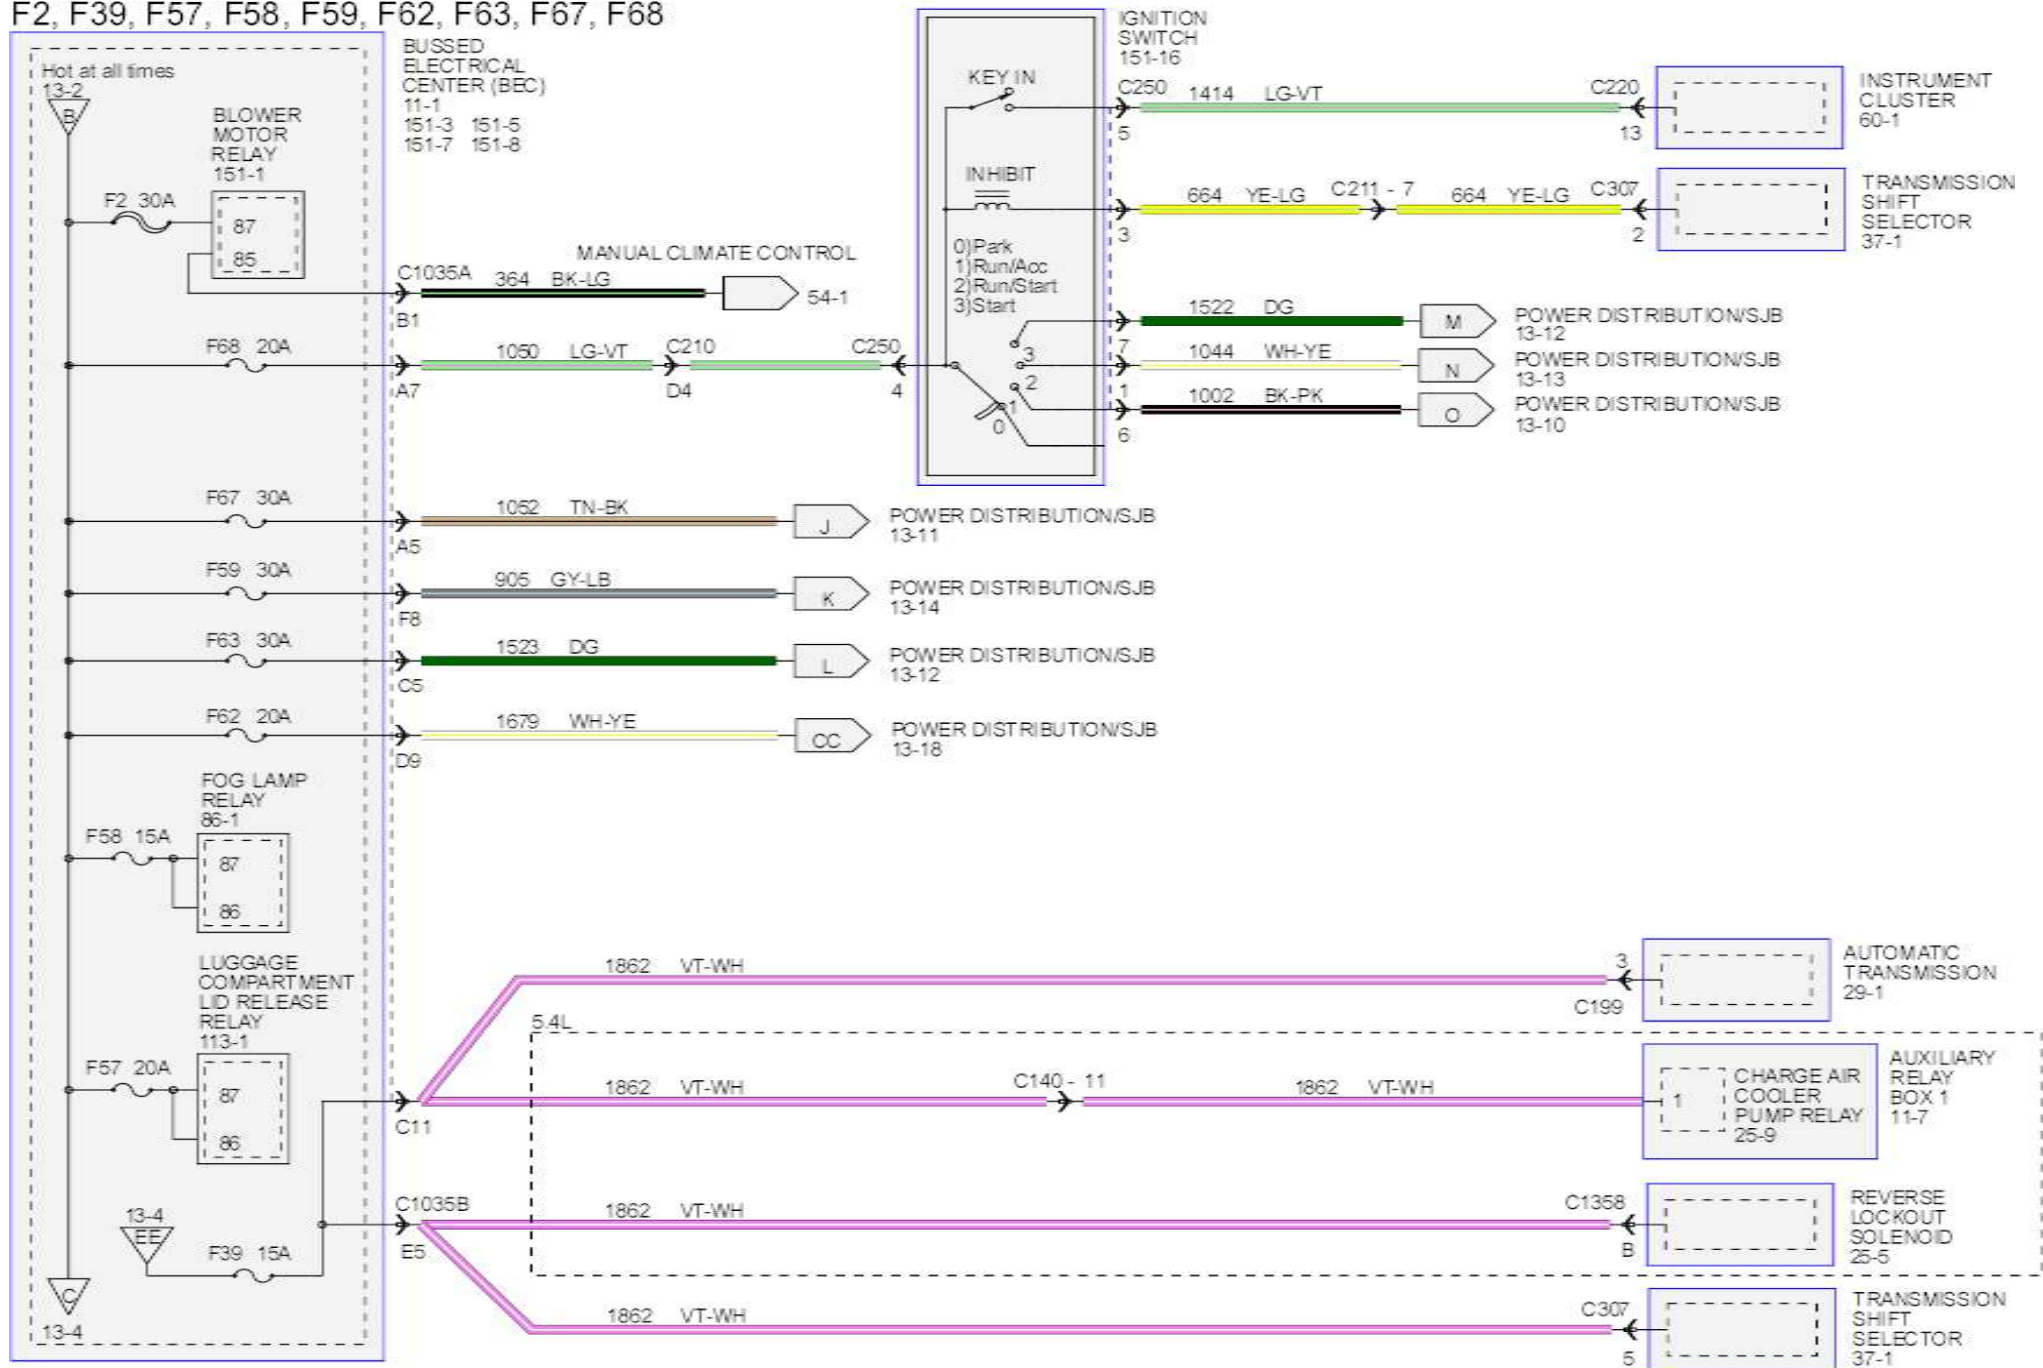 F2, F39, F57, F58, F59, F62, F63, F67, F68
Hot at all times
13-2
B
BLOWER
MOTOR
RELAY
151-1
F2 30A
87
85
BUSSED
ELECTRICAL
CENTER (BEC)
11-1
151-3 151-5
151-7 151-8
C1035A
364 BK-LG
B1
MANUAL CLIMATE CONTROL
54-1
F68 20A
A7
1050 LG-VT
C210
D4
C250
4
IGNITION
SWITCH
151-16
KEY IN
INHIBIT
0)Park
1)Run/Acc
2)Run/Start
3)Start
3
2
1
0
C250
5
1414 LG-VT
C220
13
INSTRUMENT
CLUSTER
60-1
3
664 YE-LG
C211 - 7
664 YE-LG
C307
2
TRANSMISSION
SHIFT
SELECTOR
37-1
7
1522 DG
M
POWER DISTRIBUTION/SJB
13-12
1
1044 WH-YE
N
POWER DISTRIBUTION/SJB
13-13
6
1002 BK-PK
O
POWER DISTRIBUTION/SJB
13-10
F67 30A
A5
1052 TN-BK
J
POWER DISTRIBUTION/SJB
13-11
F59 30A
F8
905 GY-LB
K
POWER DISTRIBUTION/SJB
13-14
F63 30A
C5
1523 DG
L
POWER DISTRIBUTION/SJB
13-12
F62 20A
D9
1679 WH-YE
CC
POWER DISTRIBUTION/SJB
13-18
FOG LAMP
RELAY
86-1
F58 15A
87
86
LUGGAGE
COMPARTMENT
LID RELEASE
RELAY
113-1
F57 20A
87
86
1862 VT-WH
3
C199
AUTOMATIC
TRANSMISSION
29-1
5.4L
C11
1862 VT-WH
C140 - 11
1862 VT-WH
1
CHARGE AIR
COOLER
PUMP RELAY
25-9
AUXILIARY
RELAY
BOX 1
11-7
C1035B
E5
1862 VT-WH
C1358
B
REVERSE
LOCKOUT
SOLENOID
25-5
13-4
EE
F39 15A
C
13-4
1862 VT-WH
C307
5
TRANSMISSION
SHIFT
SELECTOR
37-1